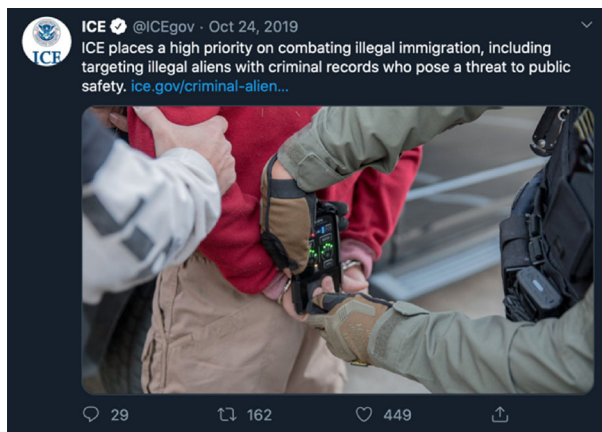 ICE @ICEgov · Oct 24, 2019
ICE places a high priority on combating illegal immigration, including
targeting illegal aliens with criminal records who pose a threat to public
safety. ice.gov/criminal-alien...
ICE
29 162 449